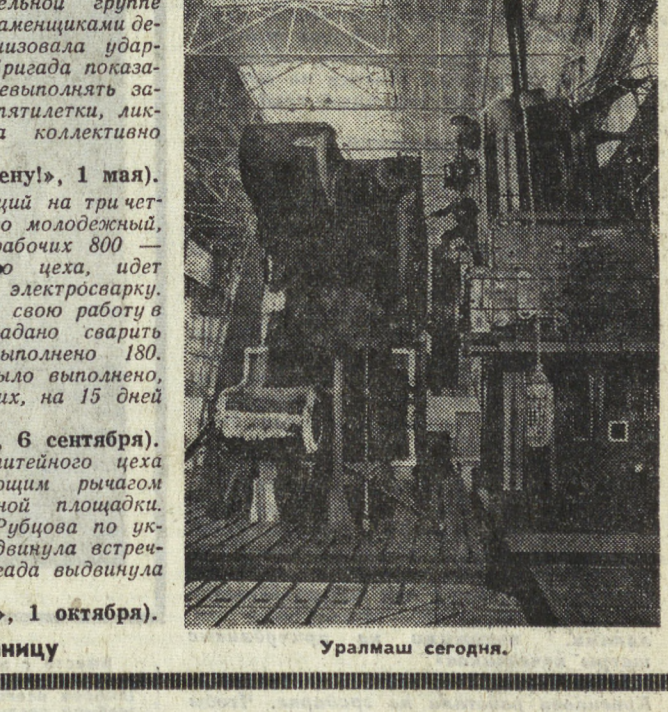 ельной группе
аменщиками де-
низовала удар-
ригада показа-
евыполнять за-
пятилетки, лик-
а коллективно
ену!», 1 мая).
ций на три чет-
о молодежный,
рабочих 800 —
ю цеха, идет
электросварку.
свою работу в
адано сварить
ыполнено 180.
ыло выполнено,
их, на 15 дней
, 6 сентября).
литейного цеха
ющим рычагом
ной площадки.
Рубцова по ук-
двинула встреч-
гада выдвинула
», 1 октября).
ницу
Уралмаш сегодня.